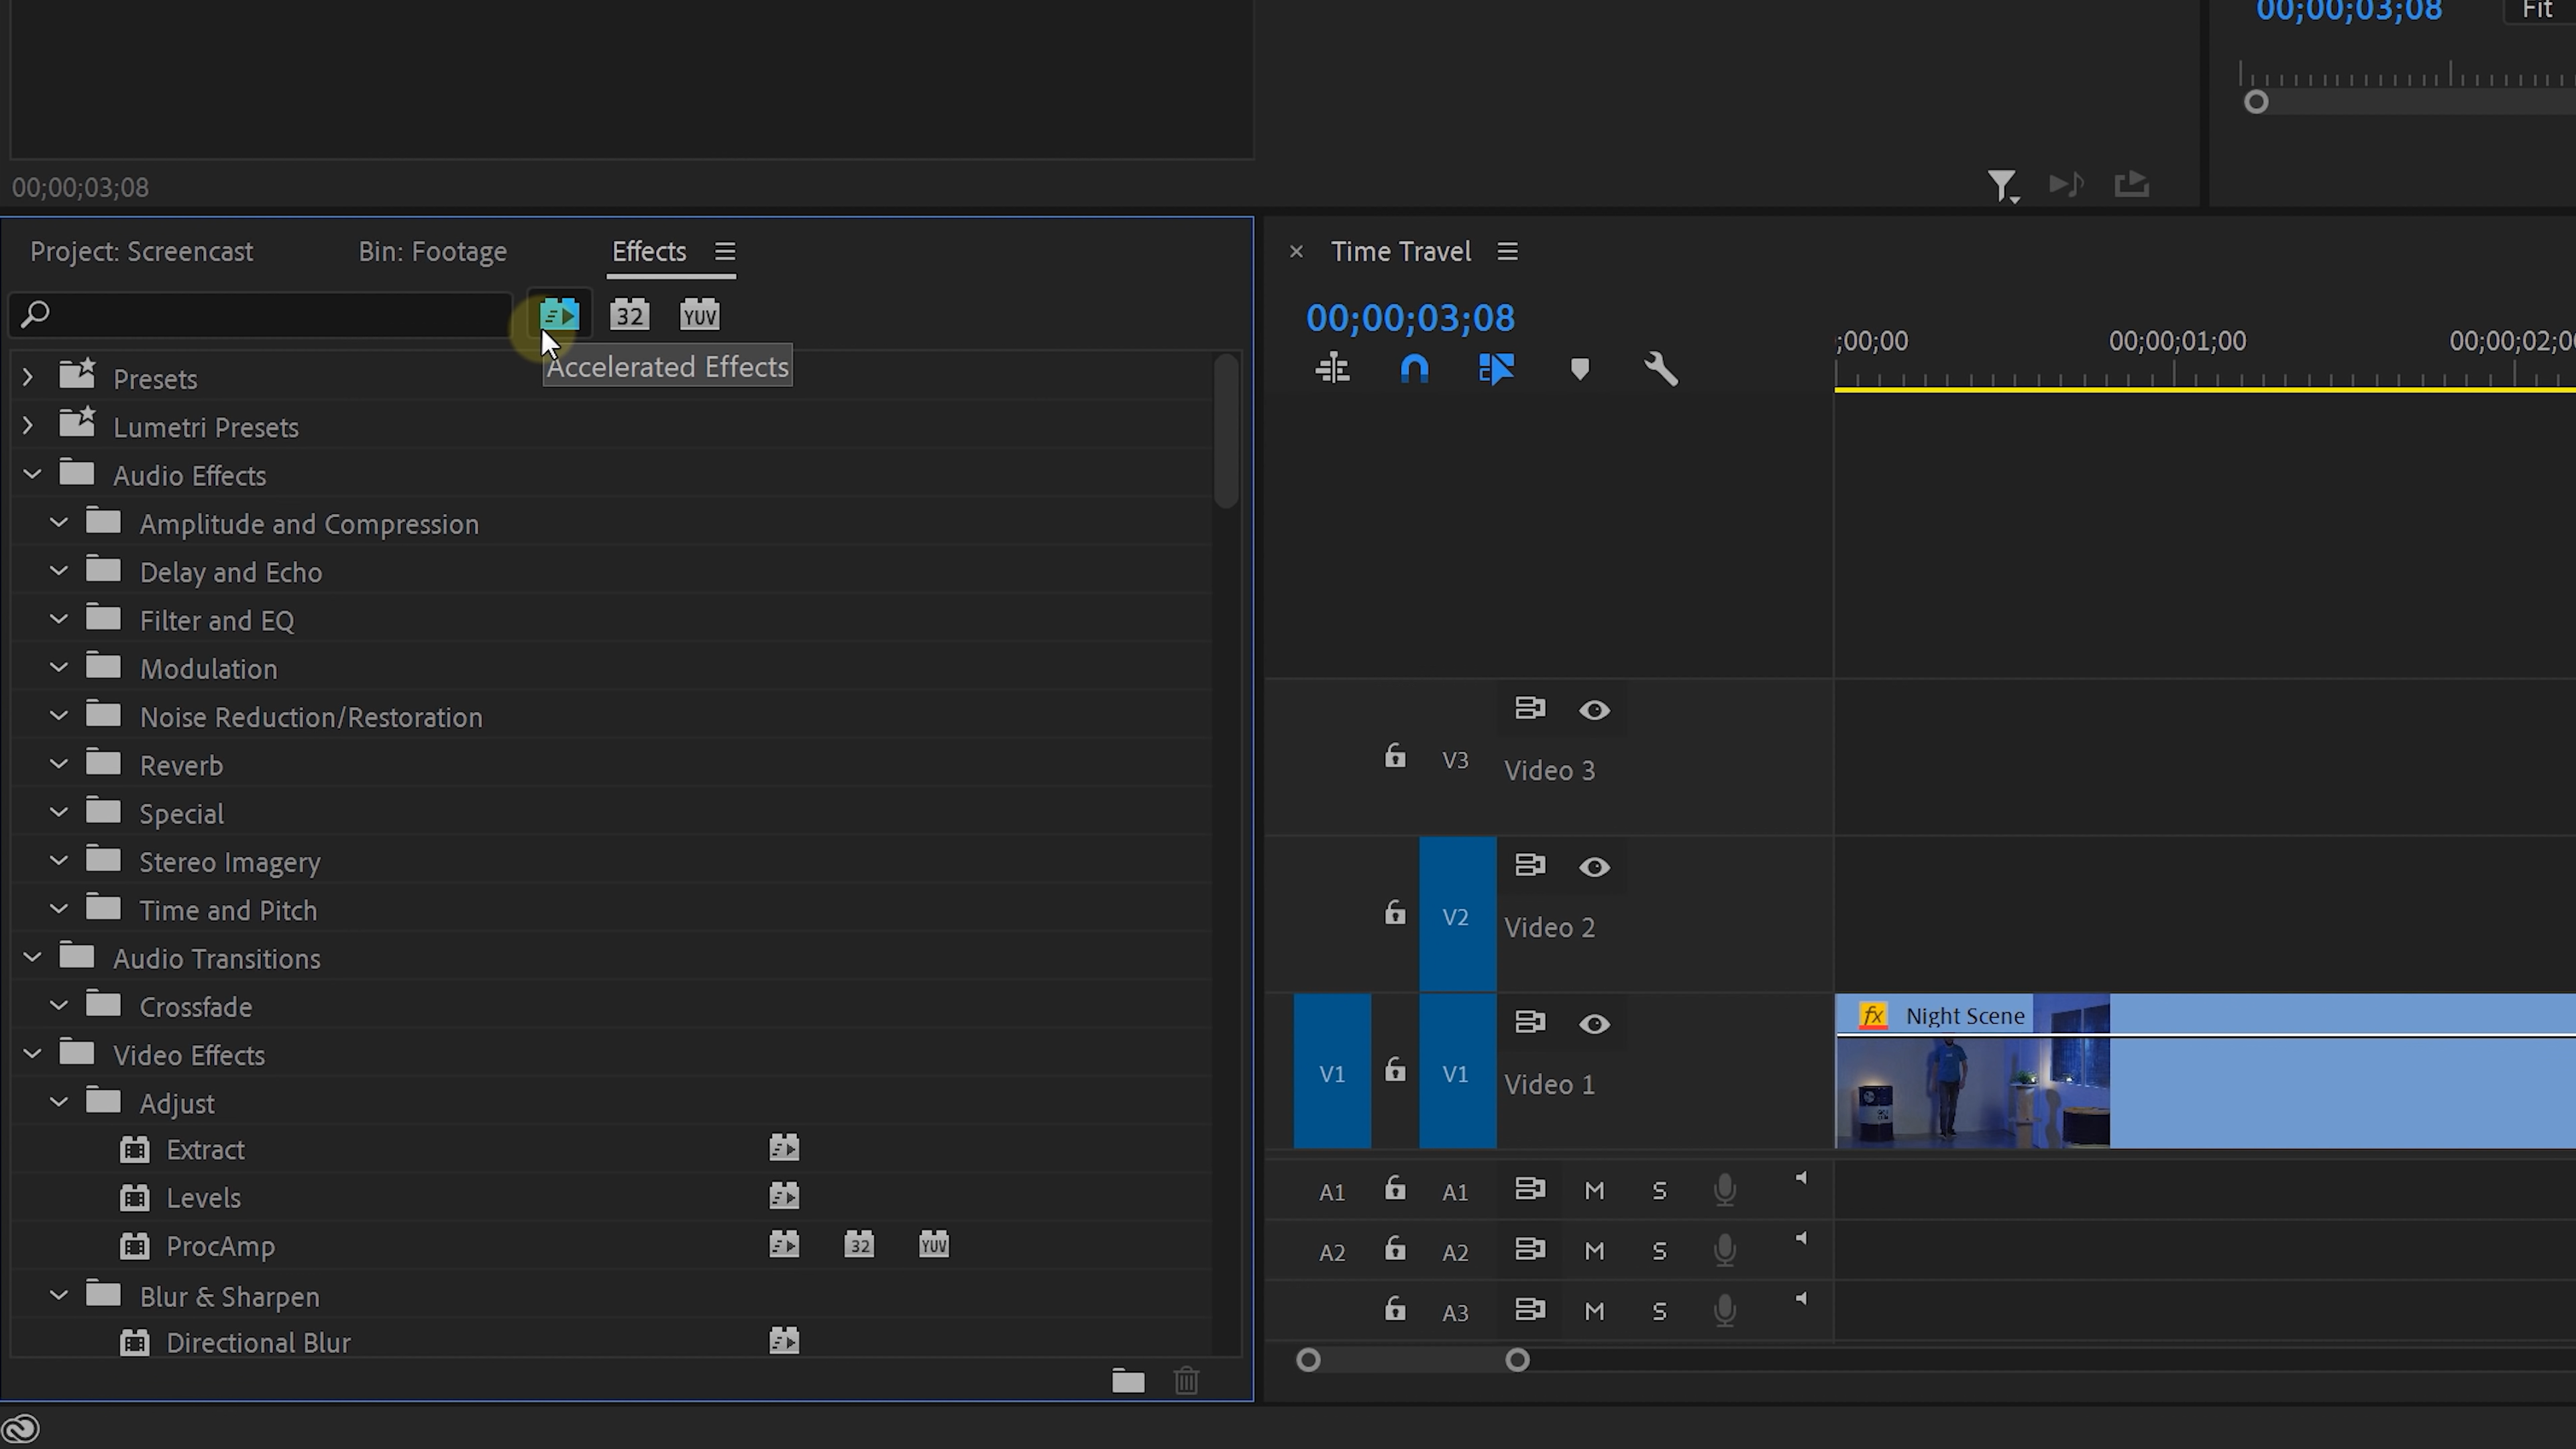 00;00;03;08
Fit
00;00;03;08
Project: Screencast
Bin: Footage
Effects
32
YUV
Accelerated Effects
Presets
Lumetri Presets
Audio Effects
Amplitude and Compression
Delay and Echo
Filter and EQ
Modulation
Noise Reduction/Restoration
Reverb
Special
Stereo Imagery
Time and Pitch
Audio Transitions
Crossfade
Video Effects
Adjust
Extract
Levels
ProcAmp
32
YUV
Blur & Sharpen
Directional Blur
Time Travel
00;00;03;08
;00;00
00;00;01;00
00;00;02;0
V3
Video 3
V2
Video 2
V1
V1
Video 1
fx
Night Scene
A1
A1
M
S
A2
A2
M
S
A3
M
S